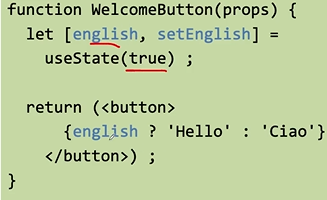 function WelcomeButton(props) {
let [english, setEnglish] =
useState(true) ;
return (<button>
{english ? 'Hello' : 'Ciao'}
</button>) ;
}